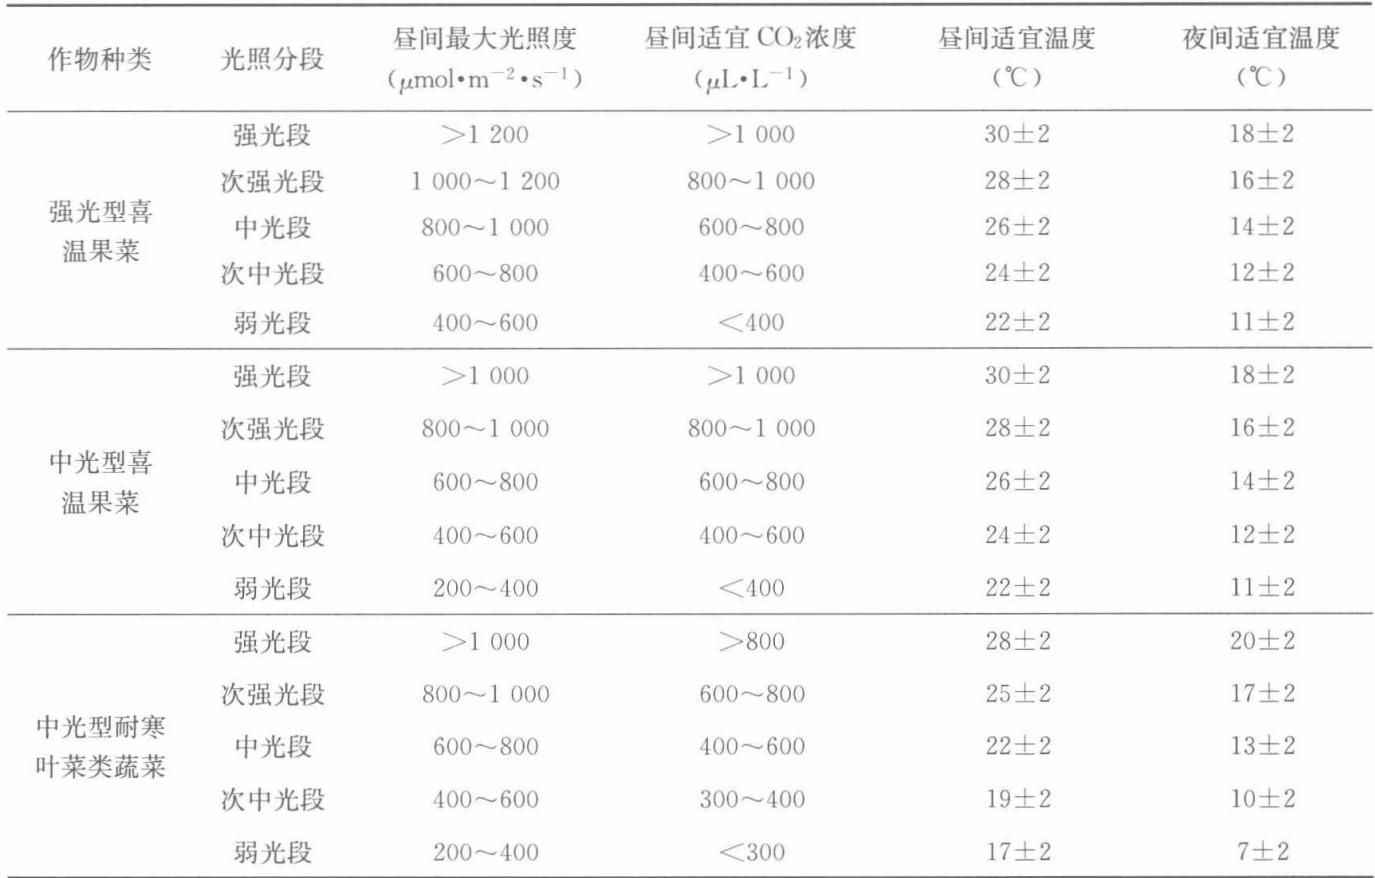 作物种类 光照分段 昼间最大光照度 (μmol•m⁻²•s⁻¹) 昼间适宜 CO₂浓度 (μL•L⁻¹) 昼间适宜温度 (℃) 夜间适宜温度 (℃)
强光型喜温果菜
强光段 >1 200 >1 000 30±2 18±2
次强光段 1 000～1 200 800～1 000 28±2 16±2
中光段 800～1 000 600～800 26±2 14±2
次中光段 600～800 400～600 24±2 12±2
弱光段 400～600 <400 22±2 11±2
中光型喜温果菜
强光段 >1 000 >1 000 30±2 18±2
次强光段 800～1 000 800～1 000 28±2 16±2
中光段 600～800 600～800 26±2 14±2
次中光段 400～600 400～600 24±2 12±2
弱光段 200～400 <400 22±2 11±2
中光型耐寒叶菜类蔬菜
强光段 >1 000 >800 28±2 20±2
次强光段 800～1 000 600～800 25±2 17±2
中光段 600～800 400～600 22±2 13±2
次中光段 400～600 300～400 19±2 10±2
弱光段 200～400 <300 17±2 7±2